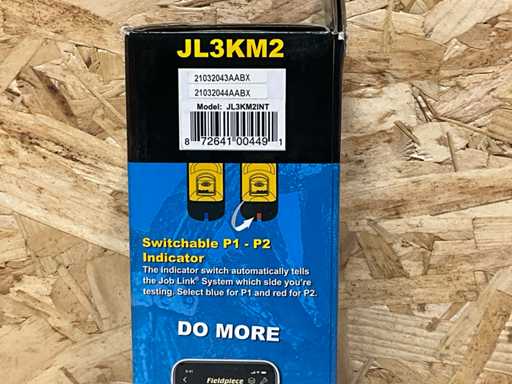 JL3KM2
21032043AABX
21032044AABX
Model: JL3KM2INT
8 72641 00449 1
Switchable P1 - P2
Indicator
The indicator switch automatically tells
the Job Link® System which side you're
testing. Select blue for P1 and red for P2.
DO MORE
9:41
Fieldpiece